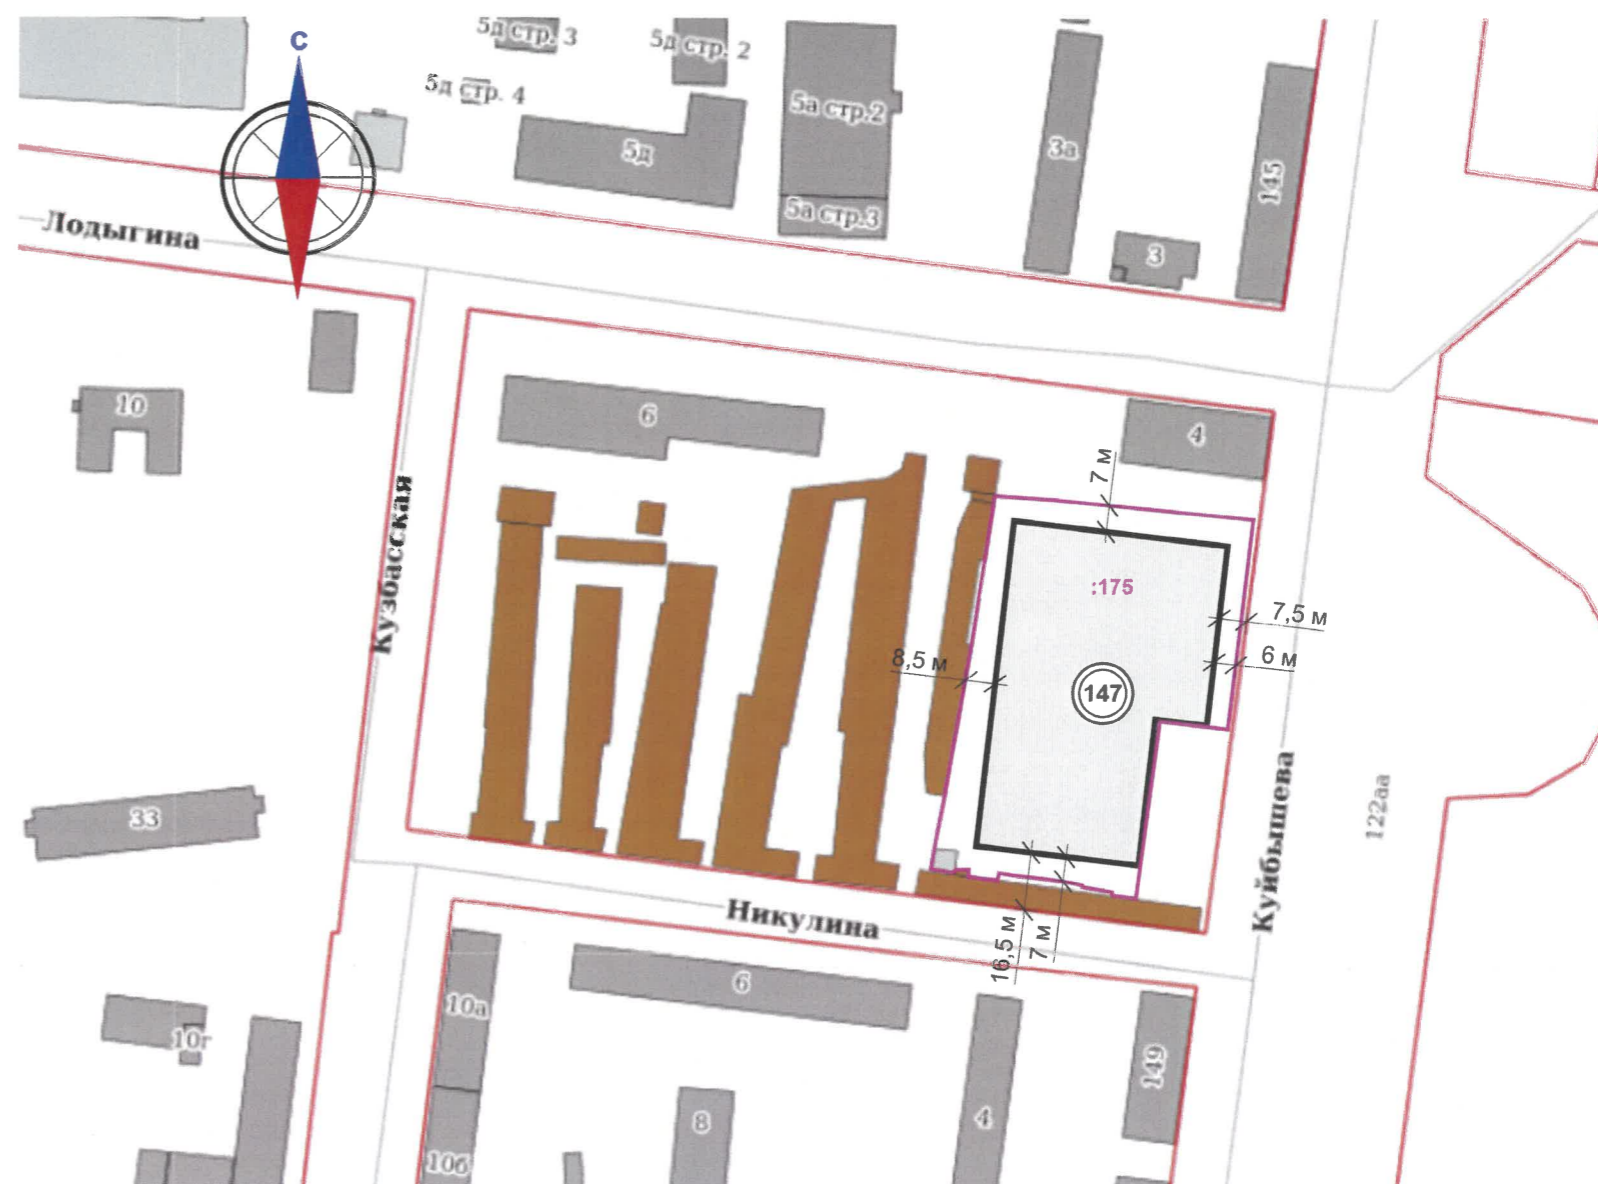 С
5д стр. 3
5д стр. 2
5д стр. 4
5а стр.2
5д
3а
145
5а стр.3
3
Лодыгина
10
6
4
7 м
Кузбасская
:175
7,5 м
8,5 м
6 м
147
33
Куйбышева
122аа
Никулина
16,5 м
7 м
6
10а
10г
149
8
4
10б